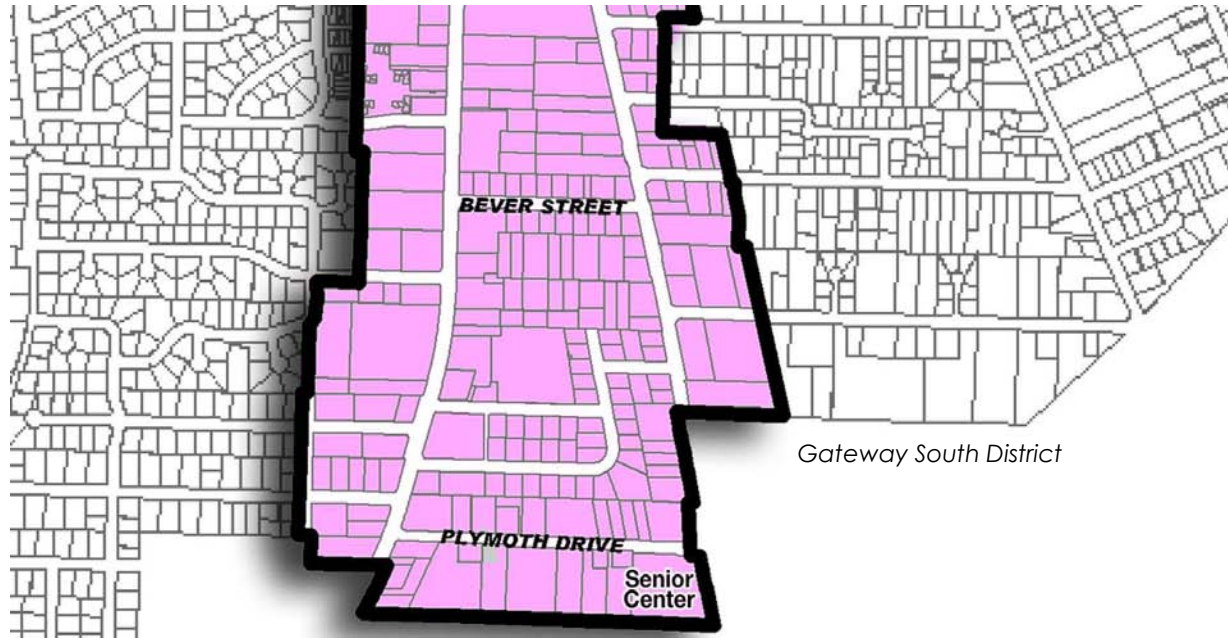 BEVER STREET
Gateway South District
PLYMOTH DRIVE
Senior
Center